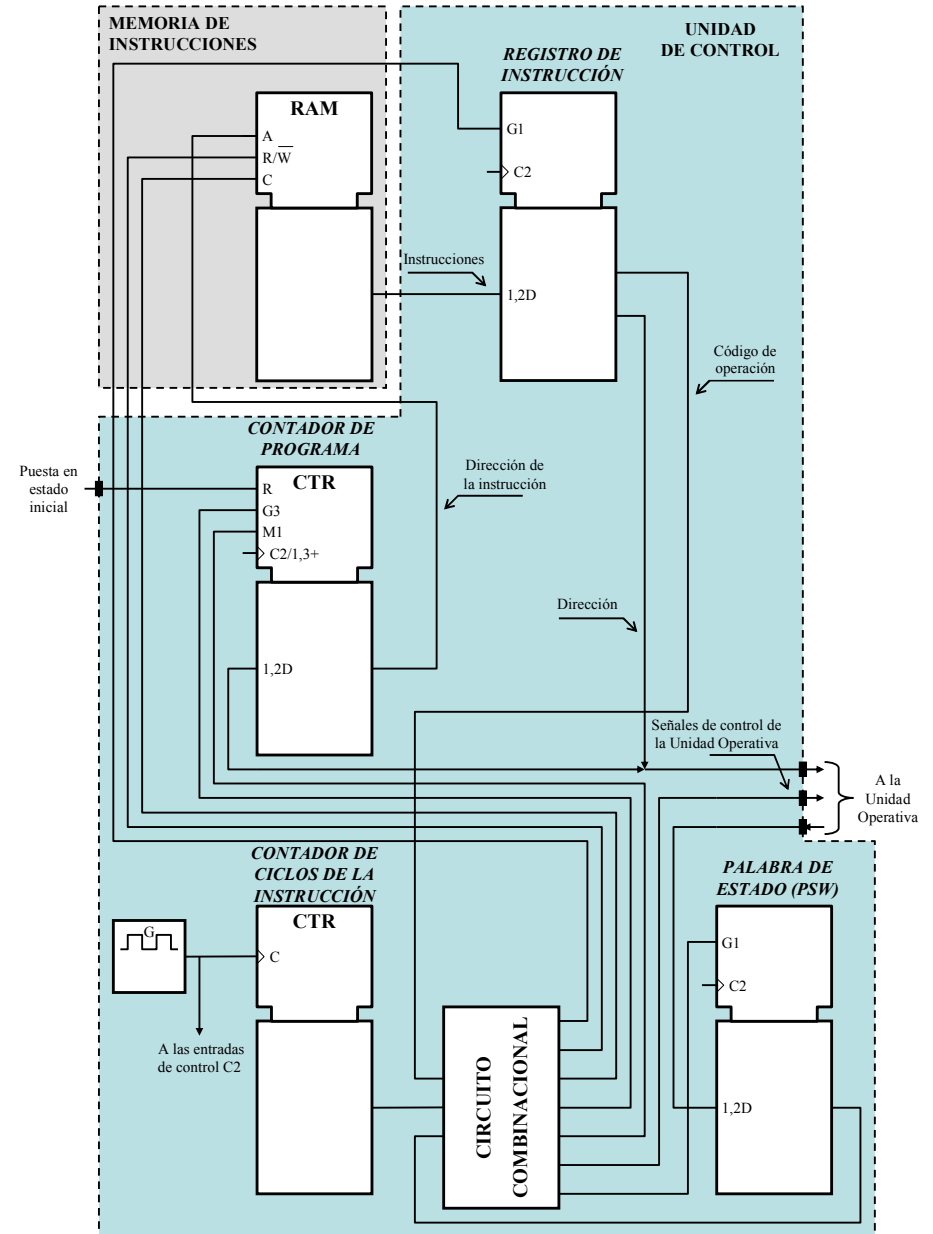 MEMORIA DE
INSTRUCCIONES
UNIDAD
DE CONTROL
REGISTRO DE
INSTRUCCIÓN
RAM
A
R/W̅
C
G1
C2
Instrucciones
1,2D
Código de
operación
CONTADOR DE
PROGRAMA
Puesta en
estado
inicial
CTR
R
G3
M1
C2/1,3+
Dirección de
la instrucción
1,2D
Dirección
Señales de control de
la Unidad Operativa
A la
Unidad
Operativa
CONTADOR DE
CICLOS DE LA
INSTRUCCIÓN
PALABRA DE
ESTADO (PSW)
CTR
G
C
G1
C2
A las entradas
de control C2
CIRCUITO
COMBINACIONAL
1,2D